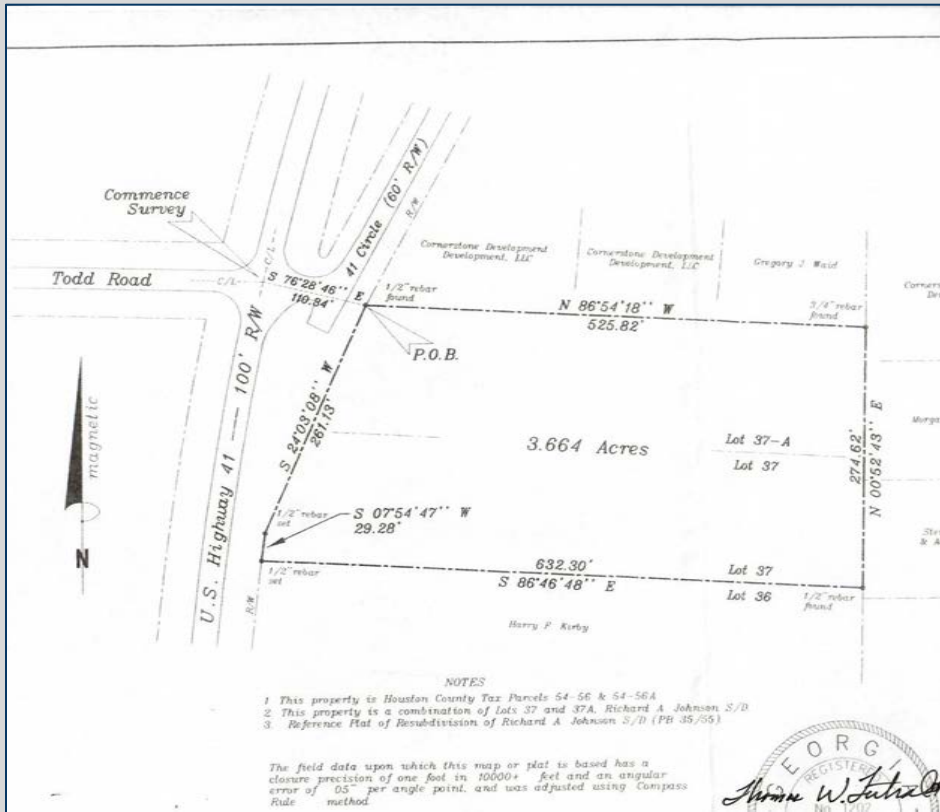 Commence
Survey
Todd Road
C/L
C/L
S 76°28'46" E
119.84'
41 Circle (60' R/W)
R/W
1/2" rebar
found
Cornerstone Development
Development, LLC
Cornerstone Development
Development, LLC
Gregory J. Waid
3/4" rebar
found
N 86°54'18" W
525.82'
P.O.B.
magnetic
N
U.S. Highway 41 — 100' R/W
S 24°03'08" W
261.13'
3.664 Acres
Lot 37-A
Lot 37
274.62'
N 00°52'43" E
1/2" rebar
set
S 07°54'47" W
29.28'
1/2" rebar
set
R/W
632.30'
S 86°46'48" E
Lot 37
Lot 36
1/2" rebar
found
Harry F. Kirby
NOTES
1 This property is Houston County Tax Parcels 54-56 & 54-56A
2 This property is a combination of Lots 37 and 37A, Richard A Johnson S/D
3. Reference Plat of Resubdivision of Richard A Johnson S/D (PB 35/55)
The field data upon which this map or plat is based has a
closure precision of one foot in 10000+ feet and an angular
error of 05" per angle point, and was adjusted using Compass
Rule method
EORG
REGISTERE
Thomas W.